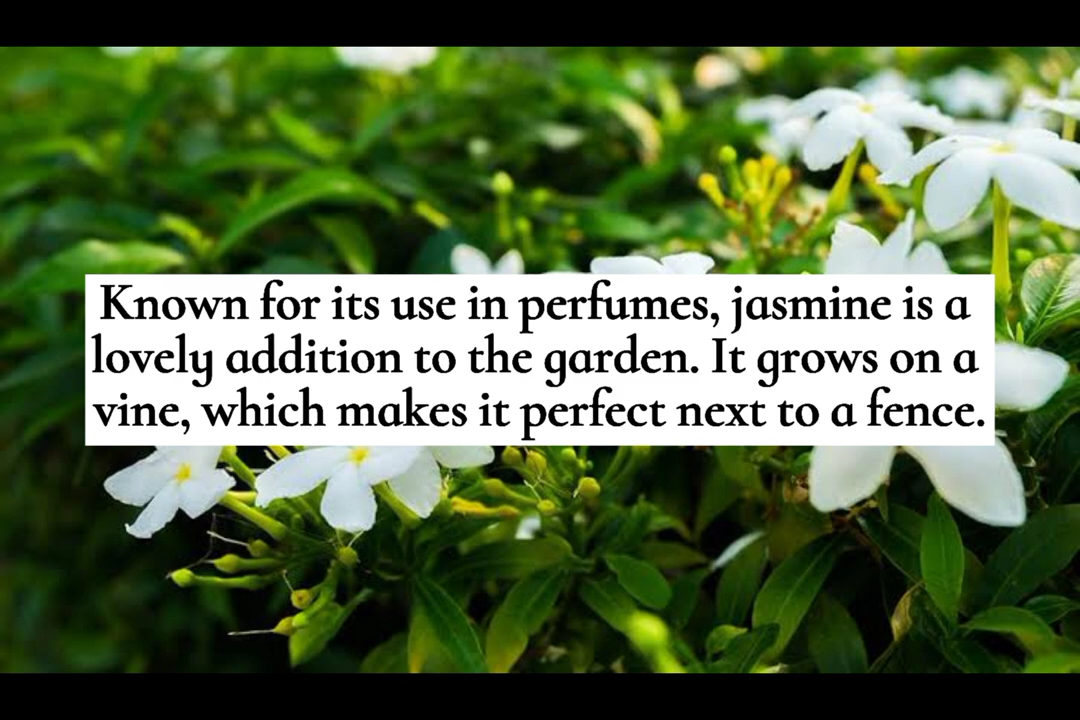 Known for its use in perfumes, jasmine is a
lovely addition to the garden. It grows on a
vine, which makes it perfect next to a fence.